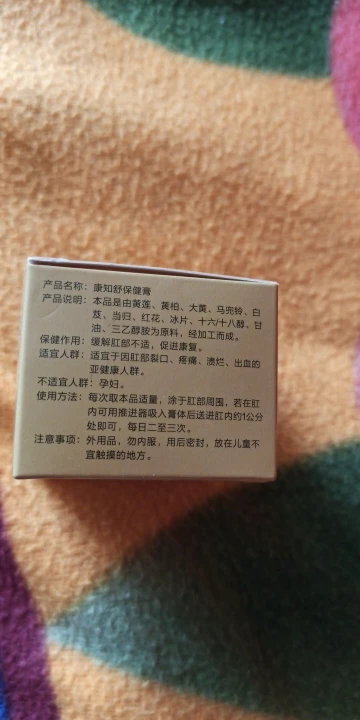 产品名称：康知舒保健膏
产品说明：本品是由黄莲、黄柏、大黄、马兜铃、白
芨、当归、红花、冰片、十六/十八醇、甘
油、三乙醇胺为原料，经加工而成。
保健作用：缓解肛部不适，促进康复。
适宜人群：适宜于因肛部裂口、疼痛、溃烂、出血的
亚健康人群。
不适宜人群：孕妇。
使用方法：每次取本品适量，涂于肛部周围，若在肛
内可用推进器吸入膏体后送进肛内约1公分
处即可，每日二至三次。
注意事项：外用品，勿内服，用后密封，放在儿童不
宜触摸的地方。